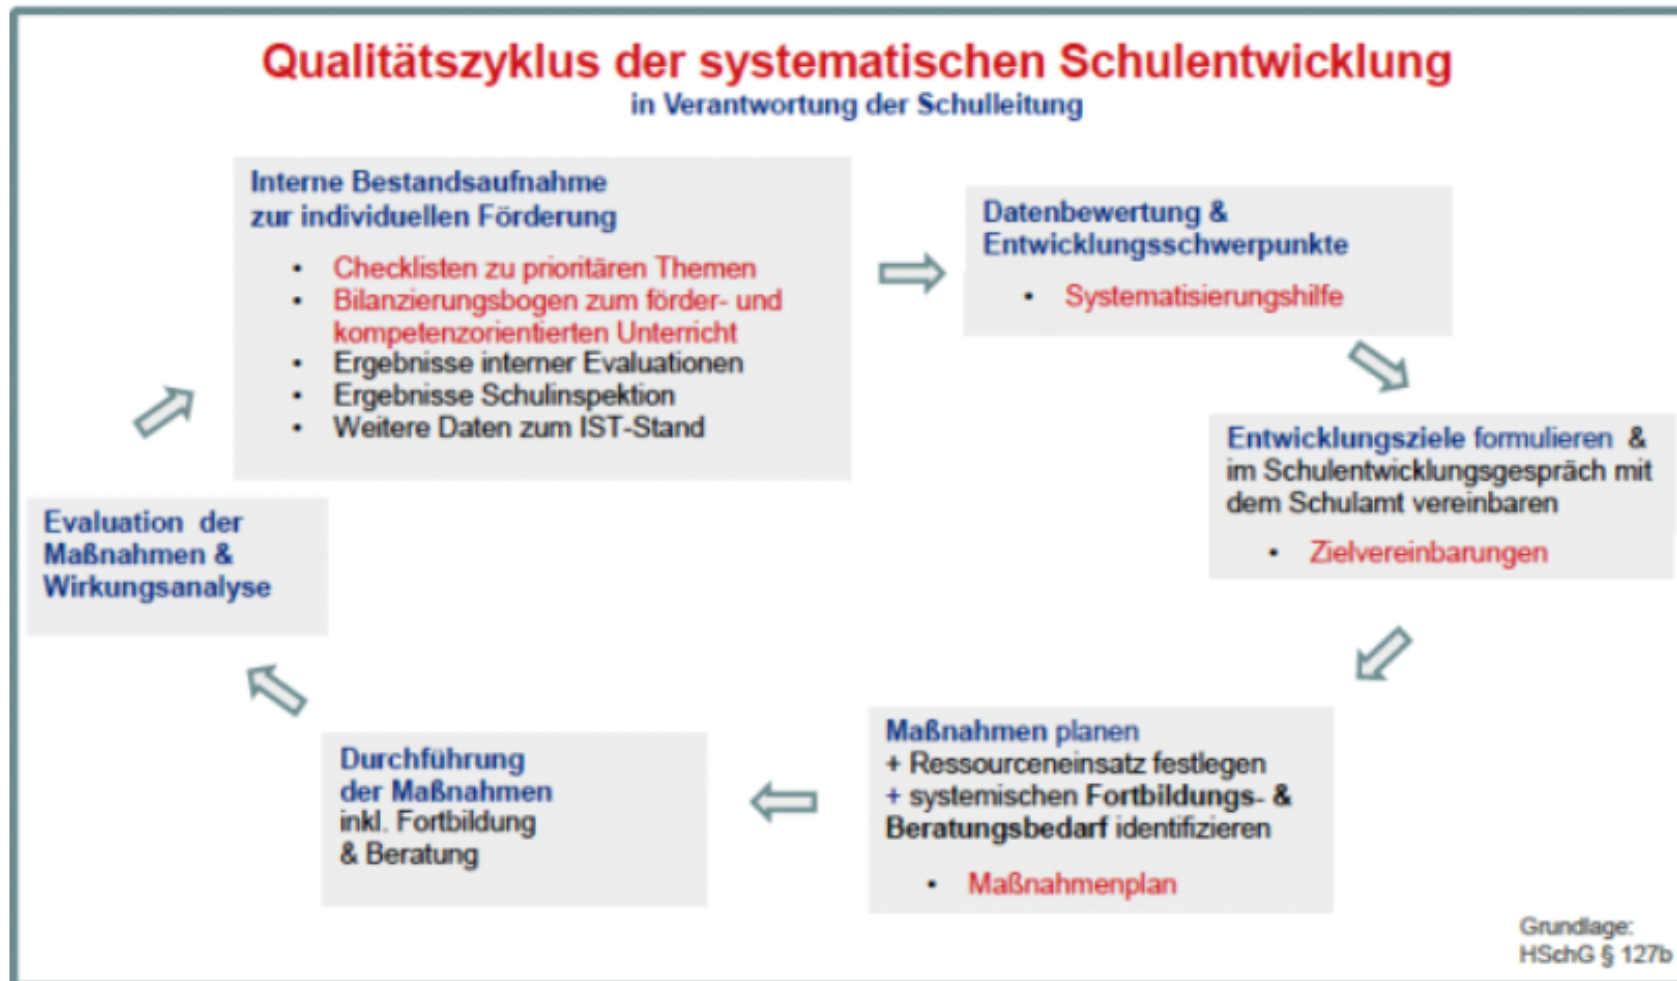 Qualitätszyklus der systematischen Schulentwicklung
in Verantwortung der Schulleitung
Interne Bestandsaufnahme
zur individuellen Förderung
• Checklisten zu prioritären Themen
• Bilanzierungsbogen zum förder- und
kompetenzorientierten Unterricht
• Ergebnisse interner Evaluationen
• Ergebnisse Schulinspektion
• Weitere Daten zum IST-Stand
Datenbewertung &
Entwicklungsschwerpunkte
• Systematisierungshilfe
Entwicklungsziele formulieren &
im Schulentwicklungsgespräch mit
dem Schulamt vereinbaren
• Zielvereinbarungen
Maßnahmen planen
+ Ressourceneinsatz festlegen
+ systemischen Fortbildungs- &
Beratungsbedarf identifizieren
• Maßnahmenplan
Durchführung
der Maßnahmen
inkl. Fortbildung
& Beratung
Evaluation der
Maßnahmen &
Wirkungsanalyse
Grundlage:
HSchG § 127b